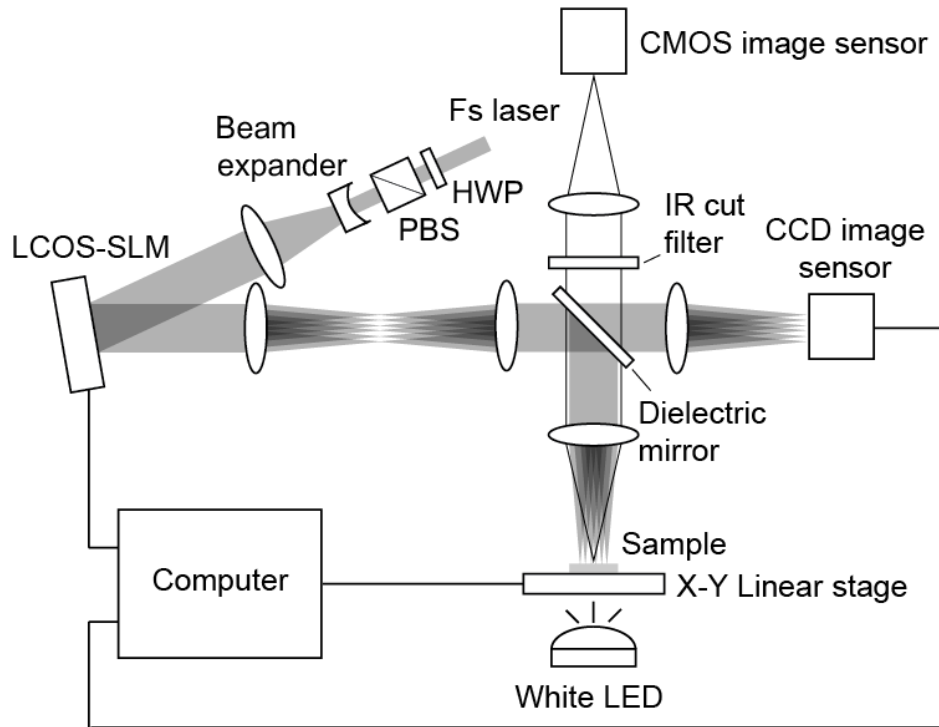 CMOS image sensor
Fs laser
Beam
expander
HWP
PBS
IR cut
filter
LCOS-SLM
CCD image
sensor
Dielectric
mirror
Sample
Computer
X-Y Linear stage
White LED